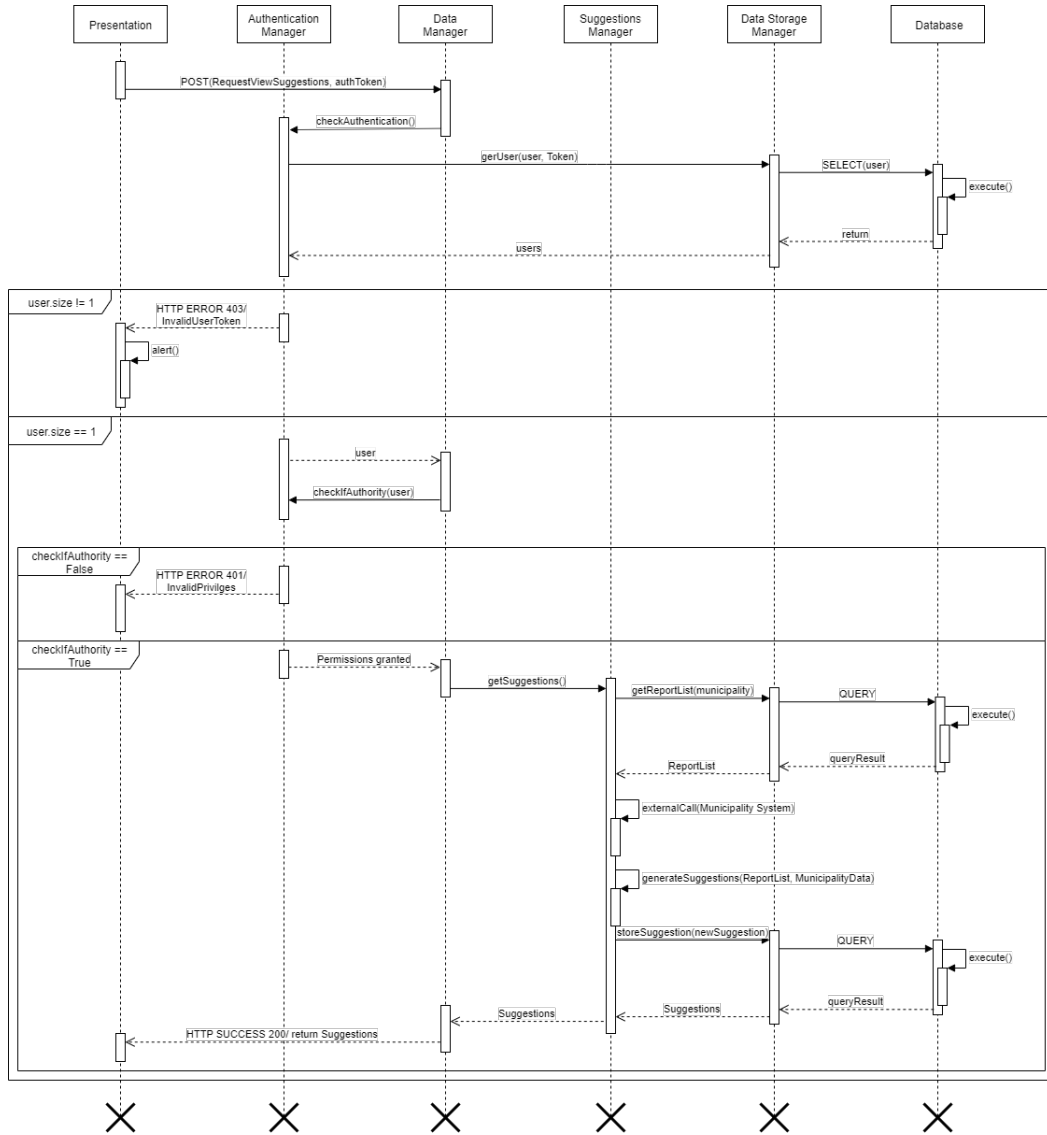 Presentation
Authentication
Manager
Data
Manager
Suggestions
Manager
Data Storage
Manager
Database
POST(RequestViewSuggestions, authToken)
checkAuthentication()
gerUser(user, Token)
SELECT(user)
execute()
return
users
user.size != 1
HTTP ERROR 403/
InvalidUserToken
alert()
user.size == 1
user
checkIfAuthority(user)
checkIfAuthority ==
False
HTTP ERROR 401/
InvalidPrivilges
checkIfAuthority ==
True
Permissions granted
getSuggestions()
getReportList(municipality)
QUERY
execute()
queryResult
ReportList
externalCall(Municipality System)
generateSuggestions(ReportList, MunicipalityData)
storeSuggestion(newSuggestion)
QUERY
execute()
queryResult
Suggestions
Suggestions
HTTP SUCCESS 200/ return Suggestions